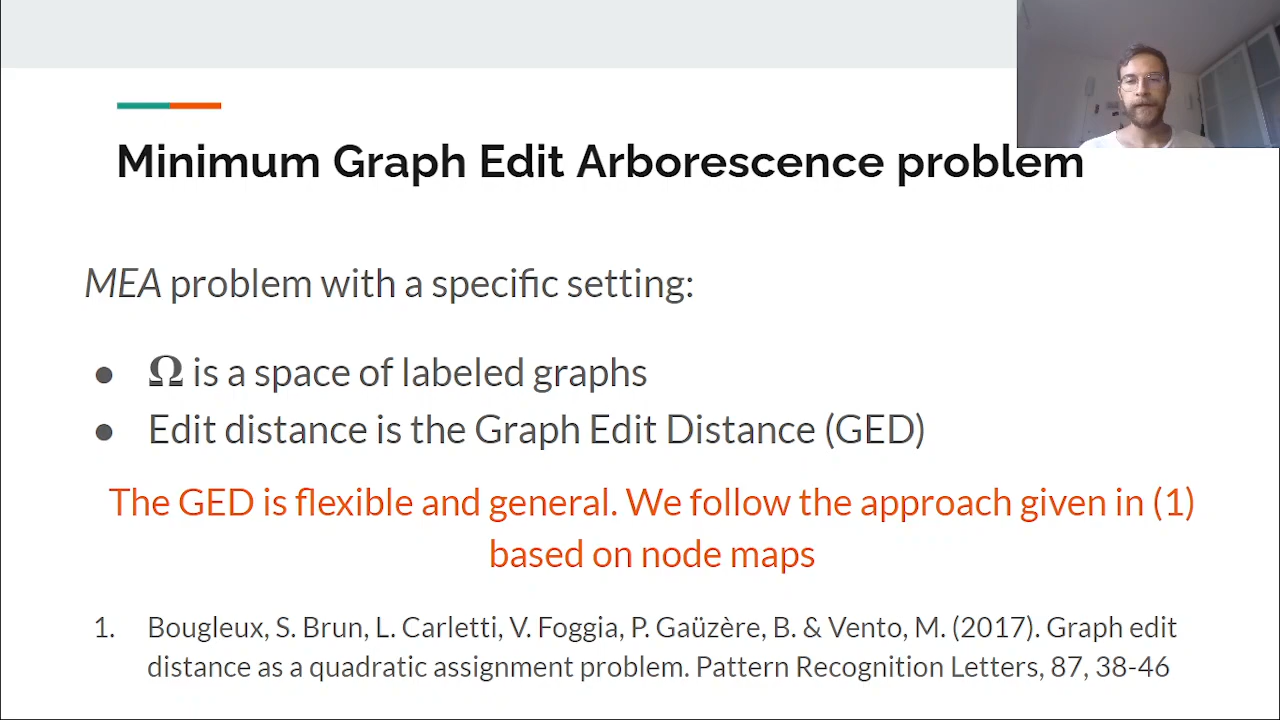 Minimum Graph Edit Arborescence problem
MEA problem with a specific setting:
● Ω is a space of labeled graphs
● Edit distance is the Graph Edit Distance (GED)
The GED is flexible and general. We follow the approach given in (1)
based on node maps
1. Bougleux, S. Brun, L. Carletti, V. Foggia, P. Gaüzère, B. & Vento, M. (2017). Graph edit
distance as a quadratic assignment problem. Pattern Recognition Letters, 87, 38-46